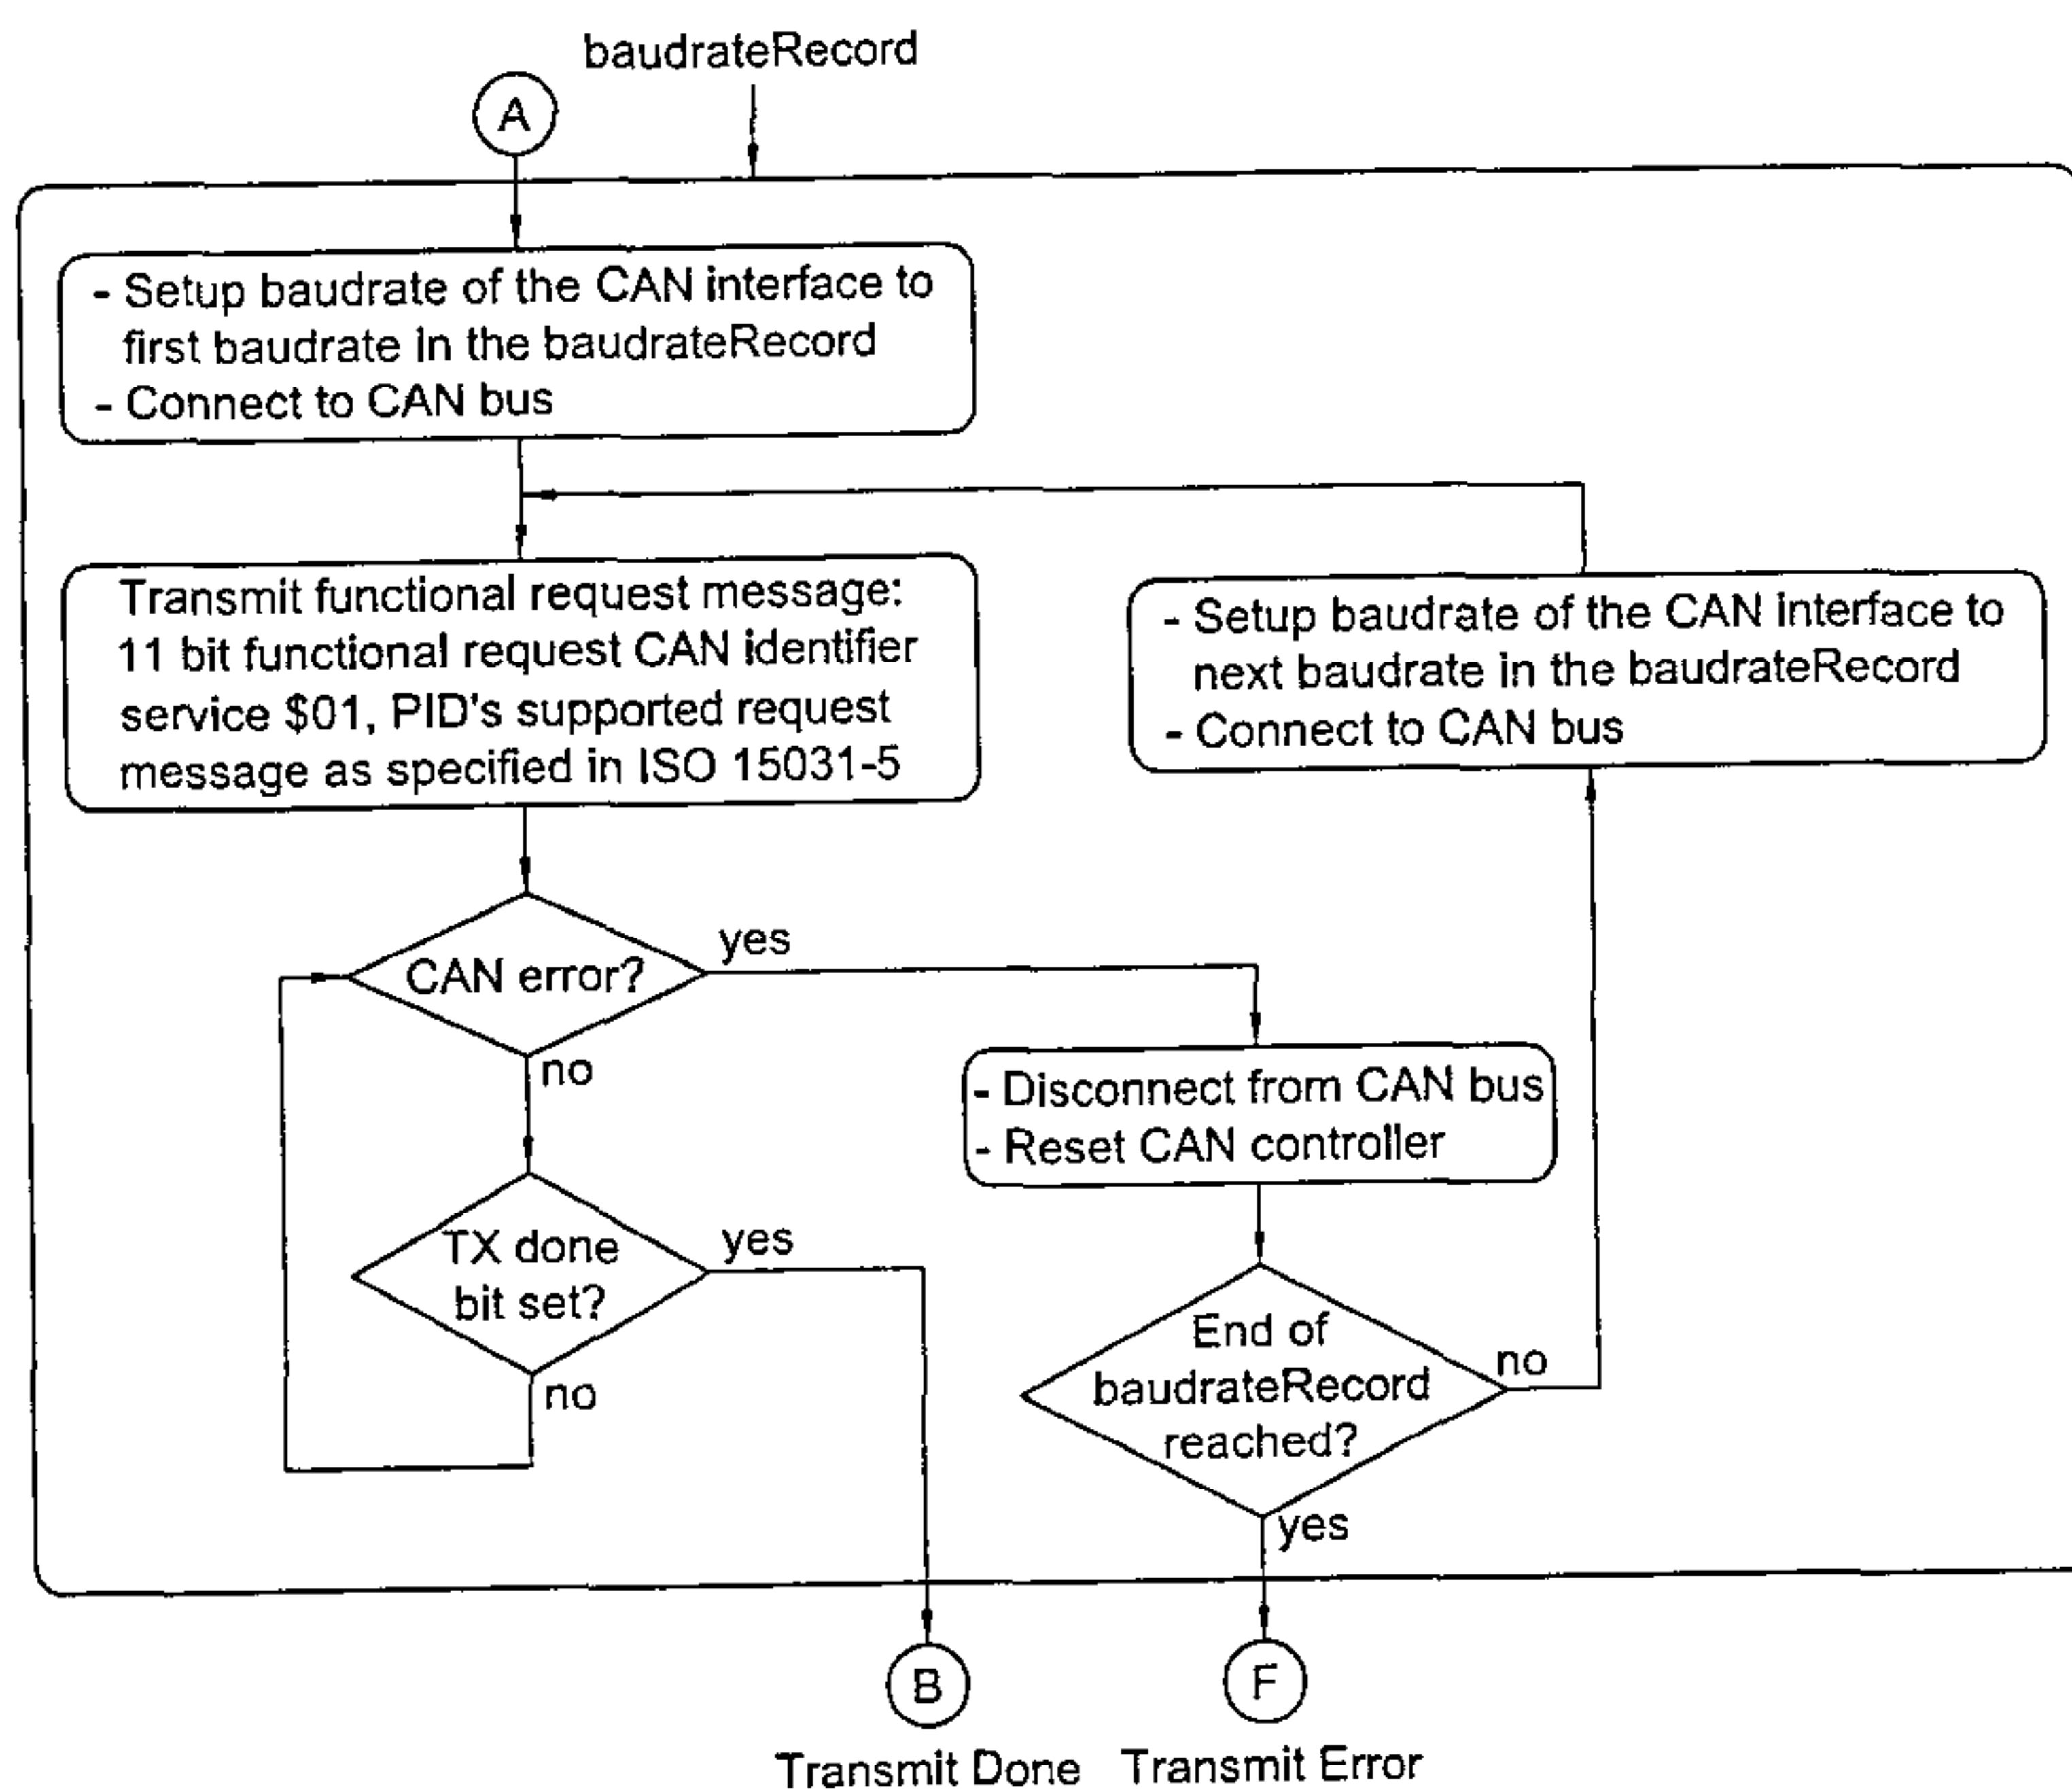 baudrateRecord
A
- Setup baudrate of the CAN interface to
first baudrate in the baudrateRecord
- Connect to CAN bus
Transmit functional request message:
11 bit functional request CAN identifier
service $01, PID's supported request
message as specified in ISO 15031-5
- Setup baudrate of the CAN interface to
next baudrate in the baudrateRecord
- Connect to CAN bus
CAN error?
yes
no
- Disconnect from CAN bus
- Reset CAN controller
TX done
bit set?
yes
no
End of
baudrateRecord
reached?
no
yes
B
F
Transmit Done
Transmit Error